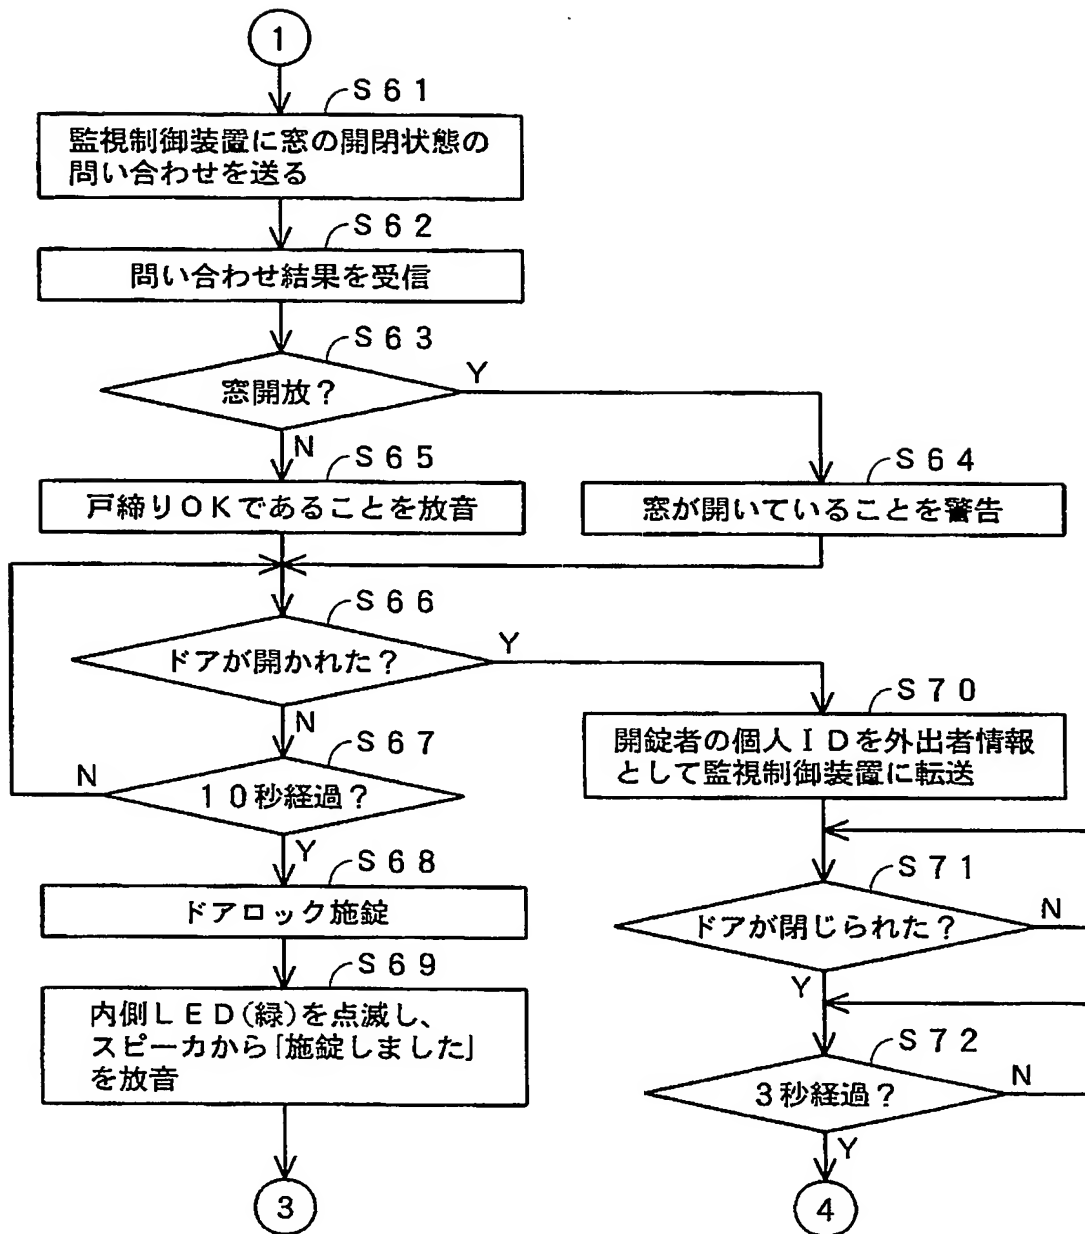 1
S61
監視制御装置に窓の開閉状態の
問い合わせを送る
S62
問い合わせ結果を受信
S63
窓開放？
Y
N
S65
戸締りOKであることを放音
S64
窓が開いていることを警告
S66
ドアが開かれた？
Y
N
S67
10秒経過？
N
Y
S68
ドアロック施錠
S69
内側LED(緑)を点滅し、
スピーカから「施錠しました」
を放音
3
S70
開錠者の個人IDを外出者情報
として監視制御装置に転送
S71
ドアが閉じられた？
N
Y
S72
3秒経過？
N
Y
4